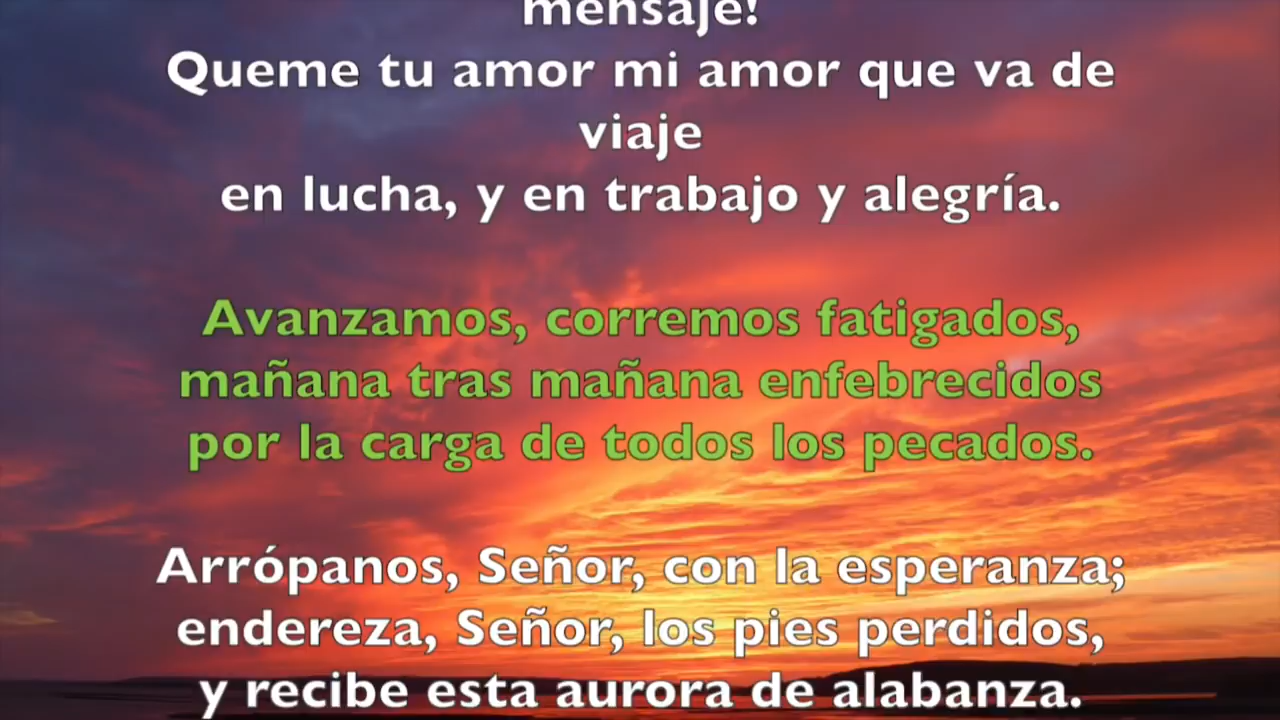 mensaje!
Queme tu amor mi amor que va de
viaje
en lucha, y en trabajo y alegría.
Avanzamos, corremos fatigados,
mañana tras mañana enfebrecidos
por la carga de todos los pecados.
Arrópanos, Señor, con la esperanza;
endereza, Señor, los pies perdidos,
y recibe esta aurora de alabanza.